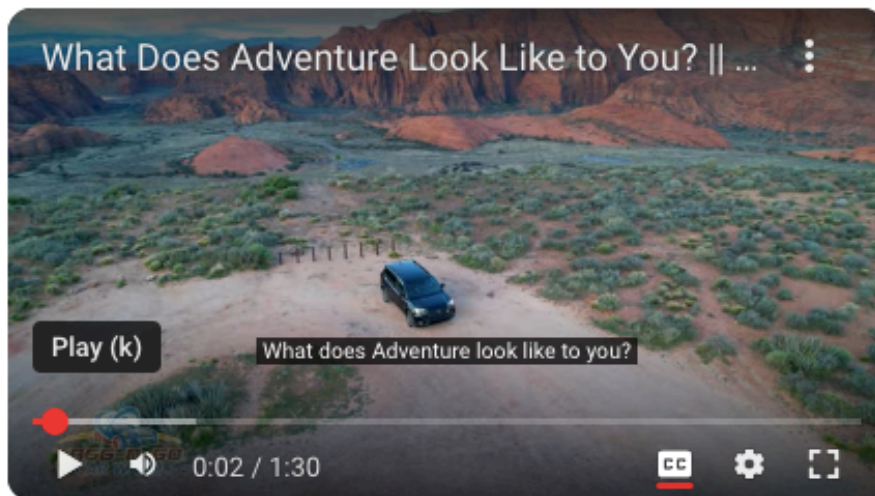 What Does Adventure Look Like to You? || ...
Play (k)
What does Adventure look like to you?
0:02 / 1:30
CC